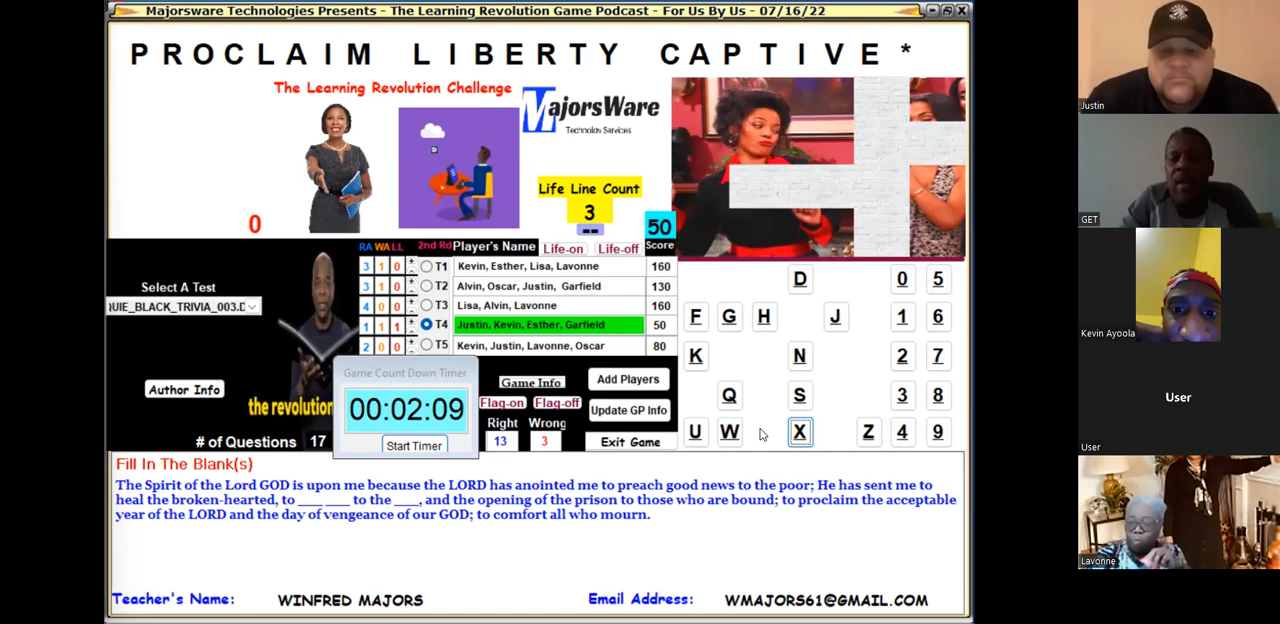 Majorsware Technologies Presents - The Learning Revolution Game Podcast - For Us By Us - 07/16/22
PROCLAIM LIBERTY CAPTIVE*
The Learning Revolution Challenge
MajorsWare
Technology Services
Life Line Count
3
--
0
50
RA WA LL 2nd Rd Player's Name Life-on Life-off Score
3 1 0 T1 Kevin, Esther, Lisa, Lavonne 160
3 1 0 T2 Alvin, Oscar, Justin, Garfield 130
4 0 0 T3 Lisa, Alvin, Lavonne 160
1 1 1 T4 Justin, Kevin, Esther, Garfield 50
2 0 0 T5 Kevin, Justin, Lavonne, Oscar 80
Select A Test
QUIE_BLACK_TRIVIA_003.D
Author Info
the revolution
# of Questions 17
Game Count Down Timer
00:02:09
Start Timer
Game Info
Flag-on Flag-off
Right Wrong
13 3
Add Players
Update GP Info
Exit Game
D 0 5
F G H J 1 6
K N 2 7
Q S 3 8
U W X Z 4 9
Fill In The Blank(s)
The Spirit of the Lord GOD is upon me because the LORD has anointed me to preach good news to the poor; He has sent me to
heal the broken-hearted, to ____ ____ to the ____, and the opening of the prison to those who are bound; to proclaim the acceptable
year of the LORD and the day of vengeance of our GOD; to comfort all who mourn.
Teacher's Name: WINFRED MAJORS Email Address: WMAJORS61@GMAIL.COM
Justin
GET
Kevin Ayoola
User
User
Lavonne